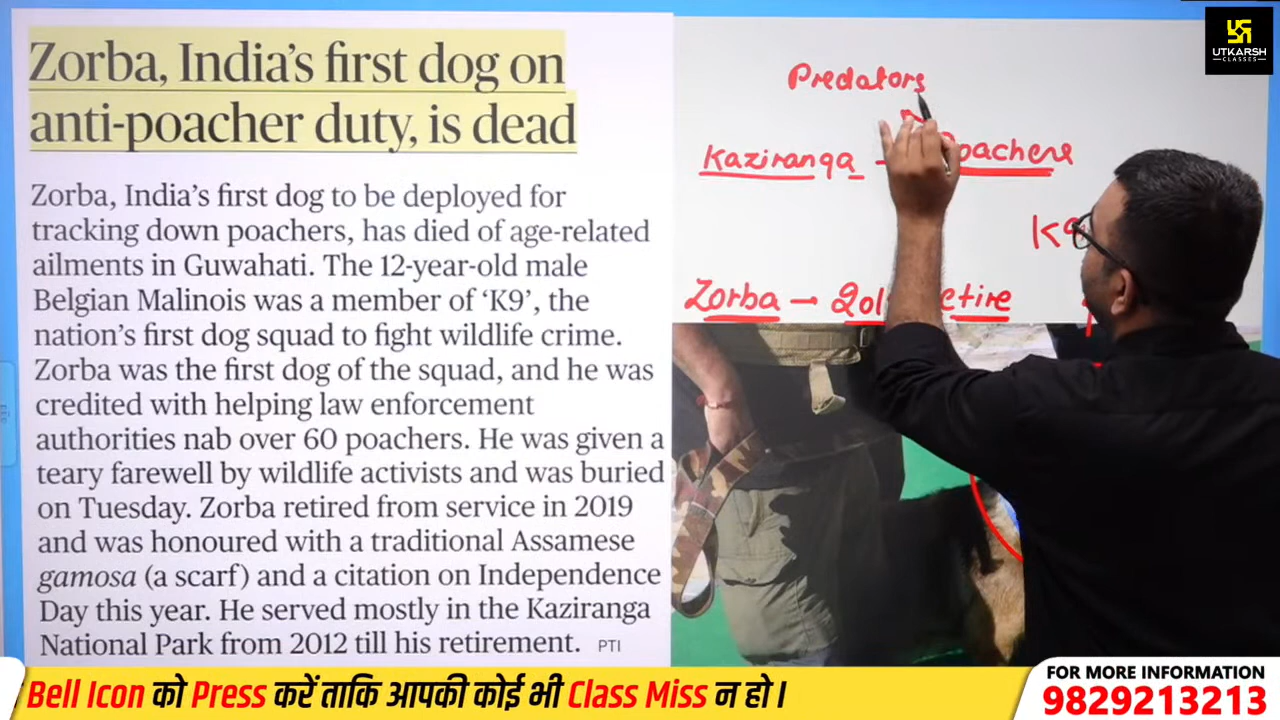 Zorba, India's first dog on
anti-poacher duty, is dead
Zorba, India's first dog to be deployed for
tracking down poachers, has died of age-related
ailments in Guwahati. The 12-year-old male
Belgian Malinois was a member of ‘K9’, the
nation's first dog squad to fight wildlife crime.
Zorba was the first dog of the squad, and he was
credited with helping law enforcement
authorities nab over 60 poachers. He was given a
teary farewell by wildlife activists and was buried
on Tuesday. Zorba retired from service in 2019
and was honoured with a traditional Assamese
gamosa (a scarf) and a citation on Independence
Day this year. He served mostly in the Kaziranga
National Park from 2012 till his retirement. PTI
Predators
Kaziranga -
Zorba -
UTKARSH
CLASSES
Bell Icon को Press करें ताकि आपकी कोई भी Class Miss न हो।
FOR MORE INFORMATION
9829213213